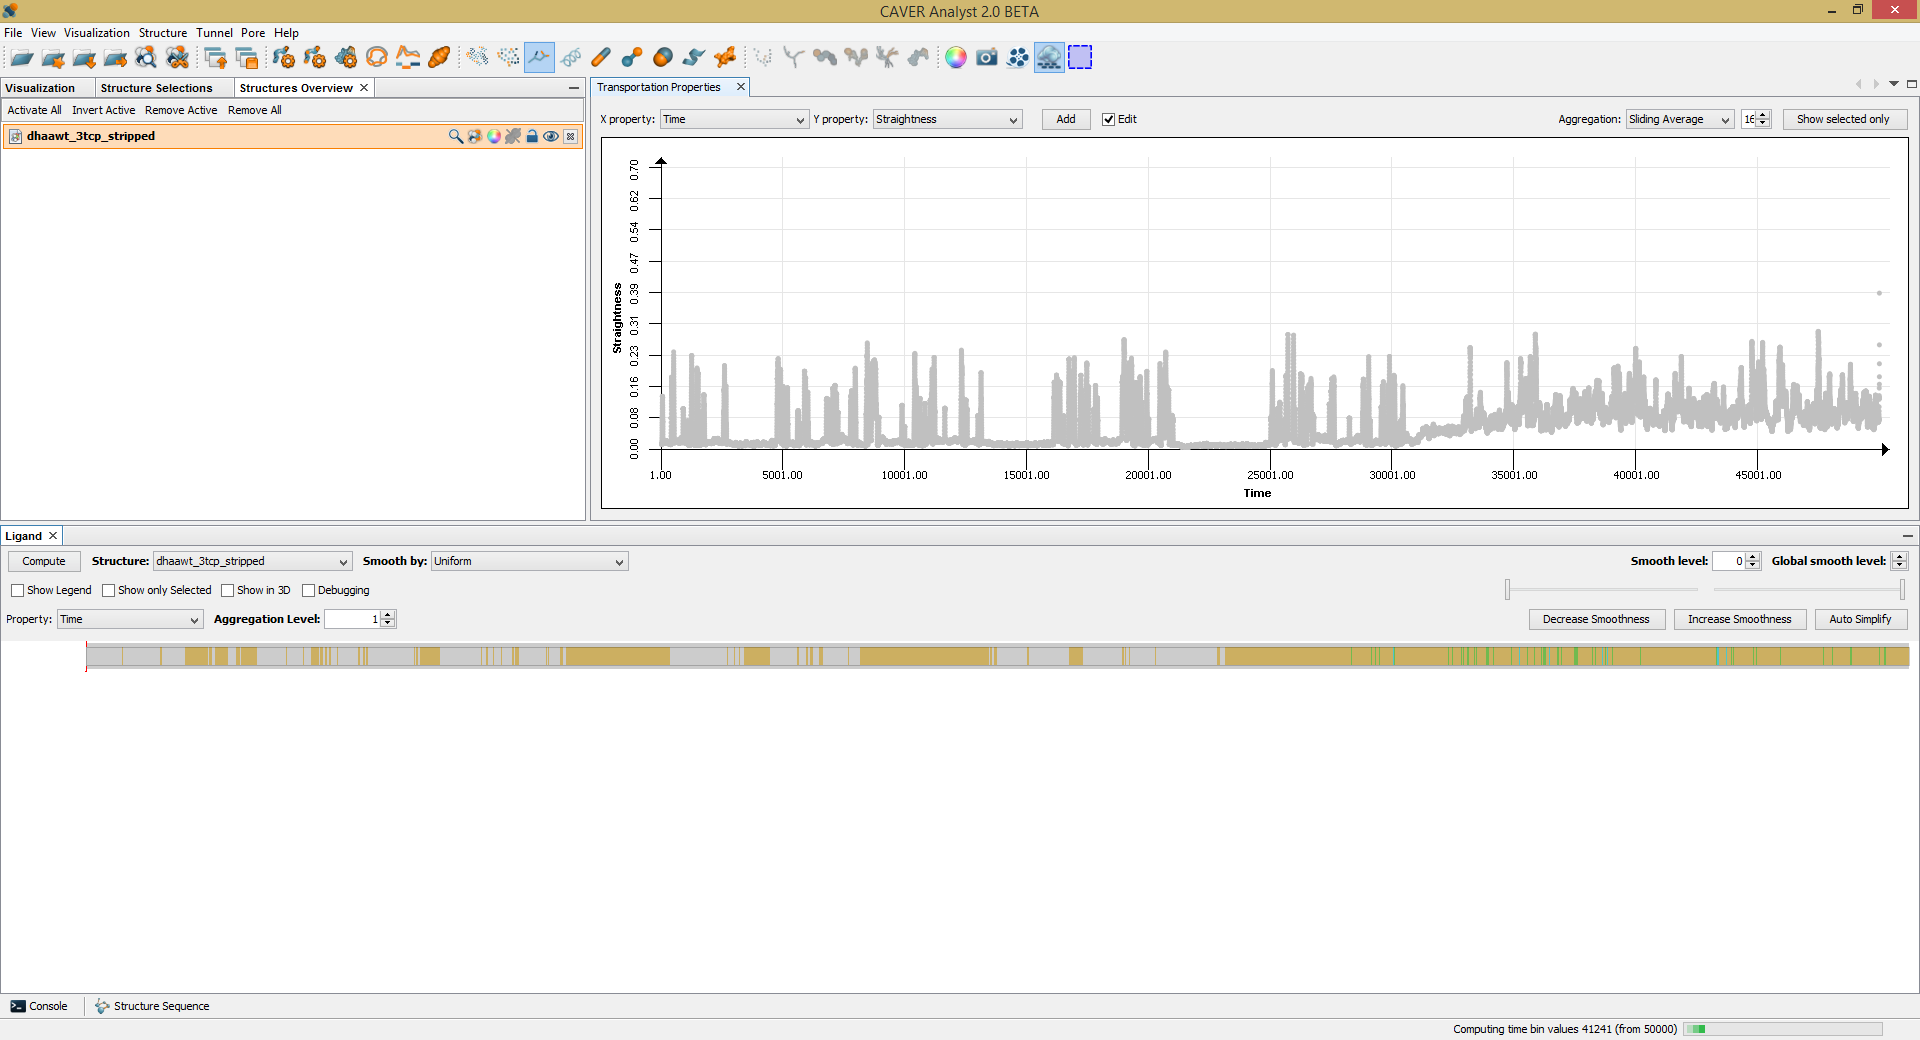 CAVER Analyst 2.0 BETA
File View Visualization Structure Tunnel Pore Help
Visualization Structure Selections Structures Overview
Activate All Invert Active Remove Active Remove All
dhaawt_3tcp_stripped
Transportation Properties
X property: Time Y property: Straightness Add Edit Aggregation: Sliding Average 16 Show selected only
0.70
0.62
0.54
0.47
0.39
0.31
0.23
0.16
0.08
0.00
Straightness
1.00 5001.00 10001.00 15001.00 20001.00 25001.00 30001.00 35001.00 40001.00 45001.00
Time
Ligand
Compute Structure: dhaawt_3tcp_stripped Smooth by: Uniform Smooth level: 0 Global smooth level:
Show Legend Show only Selected Show in 3D Debugging
Property: Time Aggregation Level: 1 Decrease Smoothness Increase Smoothness Auto Simplify
Console Structure Sequence
Computing time bin values 41241 (from 50000)